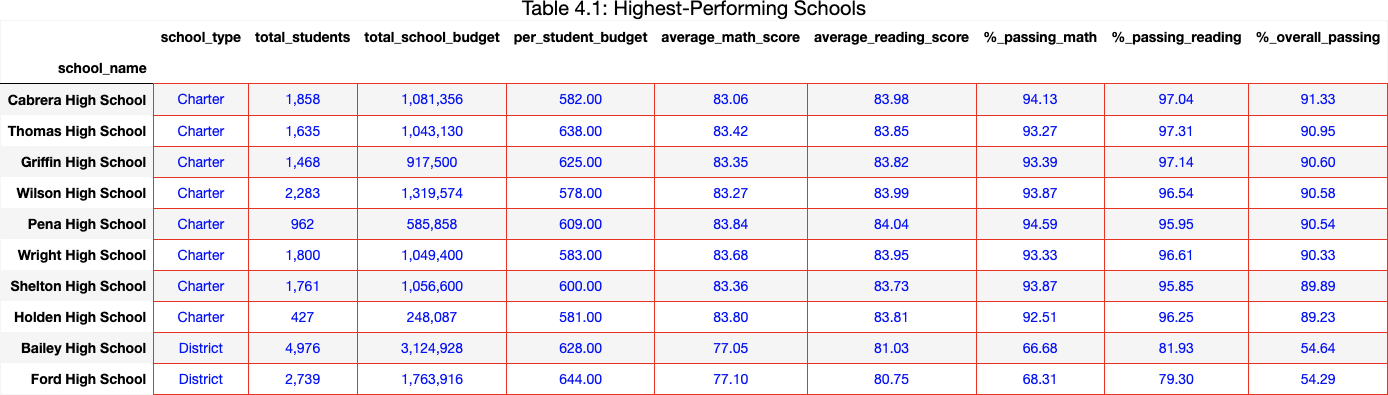 Table 4.1: Highest-Performing Schools
school_type total_students total_school_budget per_student_budget average_math_score average_reading_score %_passing_math %_passing_reading %_overall_passing
school_name
Cabrera High School Charter 1,858 1,081,356 582.00 83.06 83.98 94.13 97.04 91.33
Thomas High School Charter 1,635 1,043,130 638.00 83.42 83.85 93.27 97.31 90.95
Griffin High School Charter 1,468 917,500 625.00 83.35 83.82 93.39 97.14 90.60
Wilson High School Charter 2,283 1,319,574 578.00 83.27 83.99 93.87 96.54 90.58
Pena High School Charter 962 585,858 609.00 83.84 84.04 94.59 95.95 90.54
Wright High School Charter 1,800 1,049,400 583.00 83.68 83.95 93.33 96.61 90.33
Shelton High School Charter 1,761 1,056,600 600.00 83.36 83.73 93.87 95.85 89.89
Holden High School Charter 427 248,087 581.00 83.80 83.81 92.51 96.25 89.23
Bailey High School District 4,976 3,124,928 628.00 77.05 81.03 66.68 81.93 54.64
Ford High School District 2,739 1,763,916 644.00 77.10 80.75 68.31 79.30 54.29